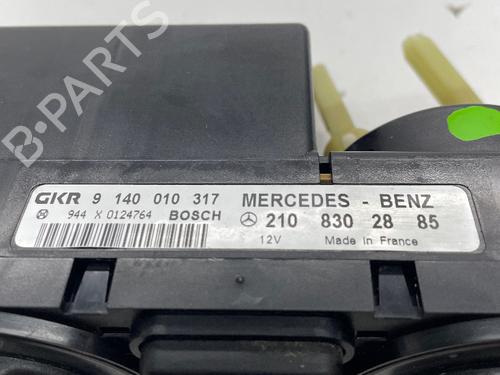 B-PARTS
GKR 9 140 010 317 MERCEDES - BENZ
944 X 0124764 BOSCH 210 830 28 85
12V Made in France